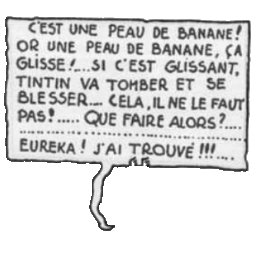 C'EST UNE PEAU DE BANANE!
OR UNE PEAU DE BANANE, ÇA
GLISSE!....SI C'EST GLISSANT,
TINTIN VA TOMBER ET SE
BLESSER.... CELA, IL NE LE FAUT
PAS!..... QUE FAIRE ALORS?....
..........................................
EUREKA! J'AI TROUVÉ!!!....